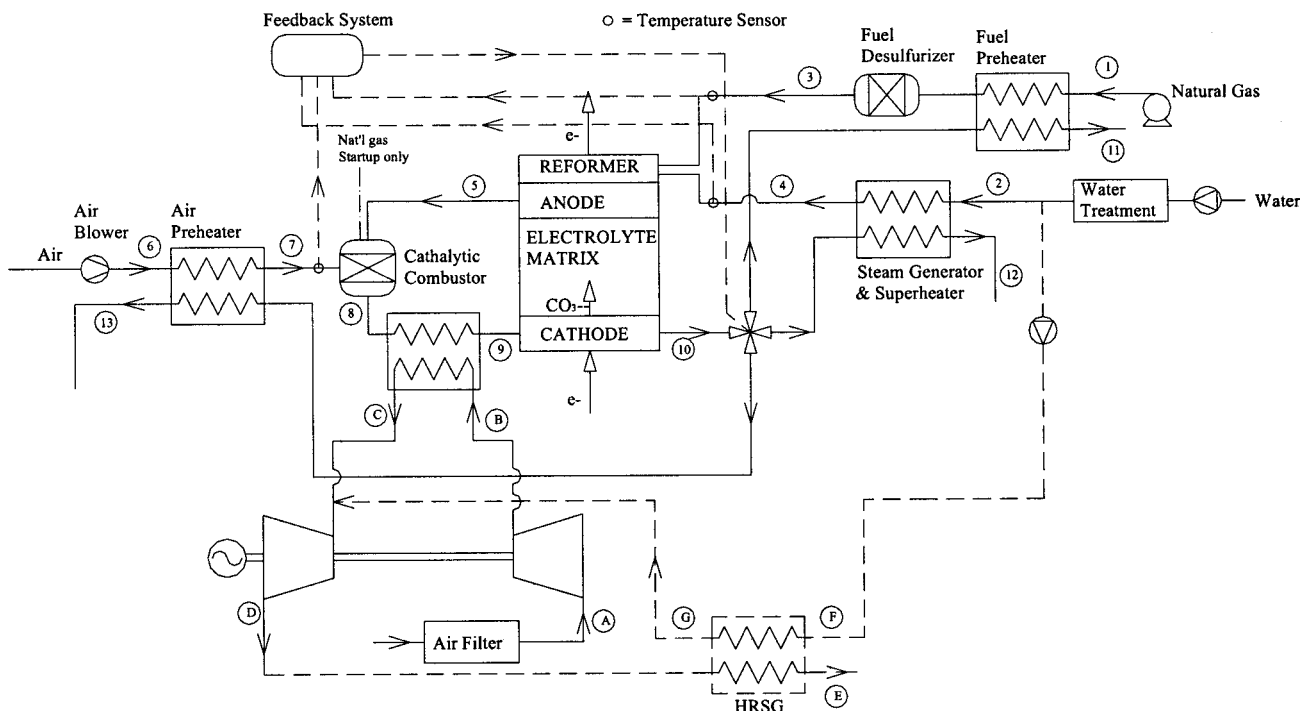 Feedback System
= Temperature Sensor
Fuel
Desulfurizer
Fuel
Preheater
3
1
Natural Gas
11
Nat'l gas
Startup only
e-
REFORMER
ANODE
ELECTROLYTE
MATRIX
CO₃--
CATHODE
e-
5
4
2
Water
Treatment
Water
Steam Generator
& Superheater
12
Air
Air
Blower
6
Air
Preheater
7
13
Cathalytic
Combustor
8
9
10
C
B
D
Air Filter
A
G
F
HRSG
E